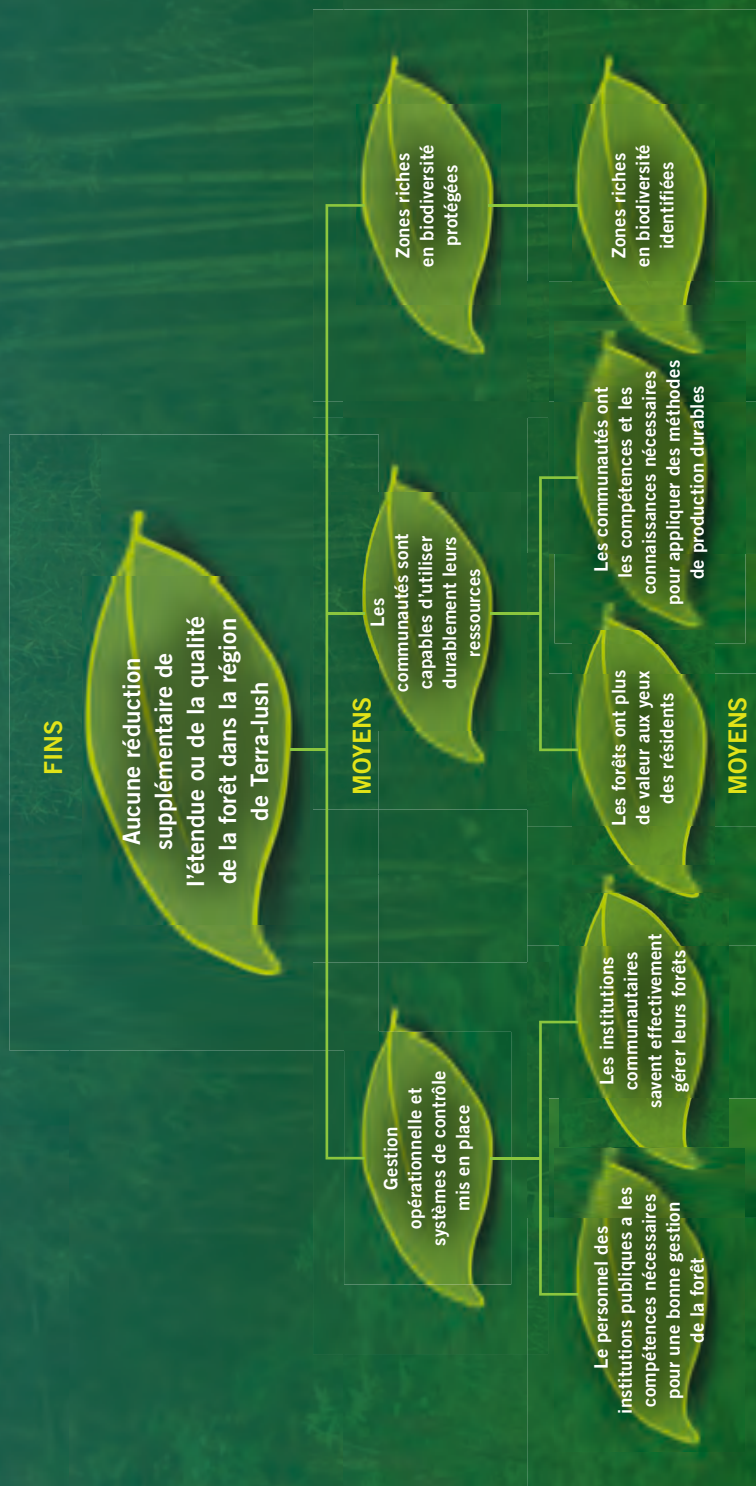 FINS
Aucune réduction
supplémentaire de
l'étendue ou de la qualité
de la forêt dans la région
de Terra-lush
MOYENS
Gestion
opérationnelle et
systèmes de contrôle
mis en place
Les
communautés sont
capables d'utiliser
durablement leurs
ressources
Zones riches
en biodiversité
protégées
Le personnel des
institutions publiques a les
compétences nécessaires
pour une bonne gestion
de la forêt
Les institutions
communautaires
savent effectivement
gérer leurs forêts
Les forêts ont plus
de valeur aux yeux
des résidents
Les communautés ont
les compétences et les
connaissances nécessaires
pour appliquer des méthodes
de production durables
Zones riches
en biodiversité
identifiées
MOYENS